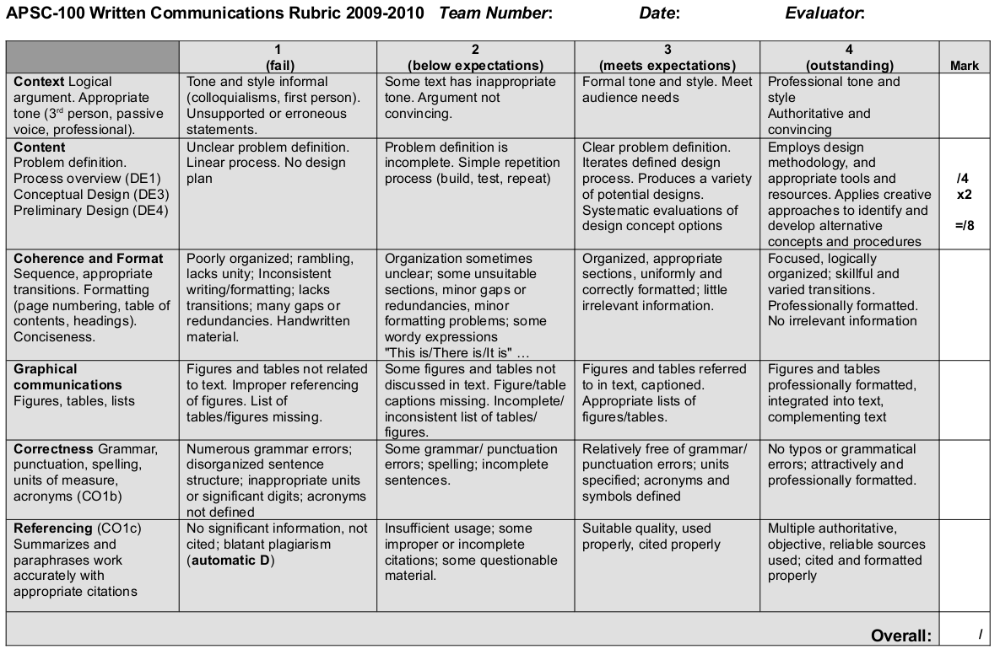 APSC-100 Written Communications Rubric 2009-2010 Team Number: Date: Evaluator:
1
(fail)
2
(below expectations)
3
(meets expectations)
4
(outstanding)
Mark
Context Logical
argument. Appropriate
tone (3rd person, passive
voice, professional).
Tone and style informal
(colloquialisms, first person).
Unsupported or erroneous
statements.
Some text has inappropriate
tone. Argument not
convincing.
Formal tone and style. Meet
audience needs
Professional tone and
style
Authoritative and
convincing
Content
Problem definition.
Process overview (DE1)
Conceptual Design (DE3)
Preliminary Design (DE4)
Unclear problem definition.
Linear process. No design
plan
Problem definition is
incomplete. Simple repetition
process (build, test, repeat)
Clear problem definition.
Iterates defined design
process. Produces a variety
of potential designs.
Systematic evaluations of
design concept options
Employs design
methodology, and
appropriate tools and
resources. Applies creative
approaches to identify and
develop alternative
concepts and procedures
/4
x2
=/8
Coherence and Format
Sequence, appropriate
transitions. Formatting
(page numbering, table of
contents, headings).
Conciseness.
Poorly organized; rambling,
lacks unity; Inconsistent
writing/formatting; lacks
transitions; many gaps or
redundancies. Handwritten
material.
Organization sometimes
unclear; some unsuitable
sections, minor gaps or
redundancies, minor
formatting problems; some
wordy expressions
"This is/There is/It is" …
Organized, appropriate
sections, uniformly and
correctly formatted; little
irrelevant information.
Focused, logically
organized; skillful and
varied transitions.
Professionally formatted.
No irrelevant information
Graphical
communications
Figures, tables, lists
Figures and tables not related
to text. Improper referencing
of figures. List of
tables/figures missing.
Some figures and tables not
discussed in text. Figure/table
captions missing. Incomplete/
inconsistent list of tables/
figures.
Figures and tables referred
to in text, captioned.
Appropriate lists of
figures/tables.
Figures and tables
professionally formatted,
integrated into text,
complementing text
Correctness Grammar,
punctuation, spelling,
units of measure,
acronyms (CO1b)
Numerous grammar errors;
disorganized sentence
structure; inappropriate units
or significant digits; acronyms
not defined
Some grammar/ punctuation
errors; spelling; incomplete
sentences.
Relatively free of grammar/
punctuation errors; units
specified; acronyms and
symbols defined
No typos or grammatical
errors; attractively and
professionally formatted.
Referencing (CO1c)
Summarizes and
paraphrases work
accurately with
appropriate citations
No significant information, not
cited; blatant plagiarism
(automatic D)
Insufficient usage; some
improper or incomplete
citations; some questionable
material.
Suitable quality, used
properly, cited properly
Multiple authoritative,
objective, reliable sources
used; cited and formatted
properly
Overall:
/